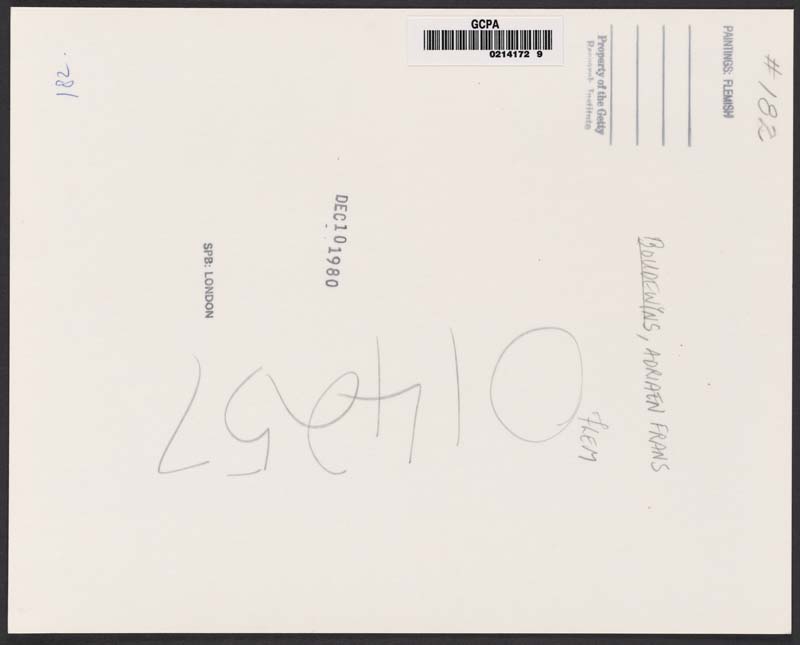 GCPA
0214172 9
# 182
PAINTINGS: FLEMISH
Property of the Getty
Research Institute
BOUDEWIJNS, ADRIAEN FRANS
FLEM
DEC 10 1980
SPB: LONDON
182